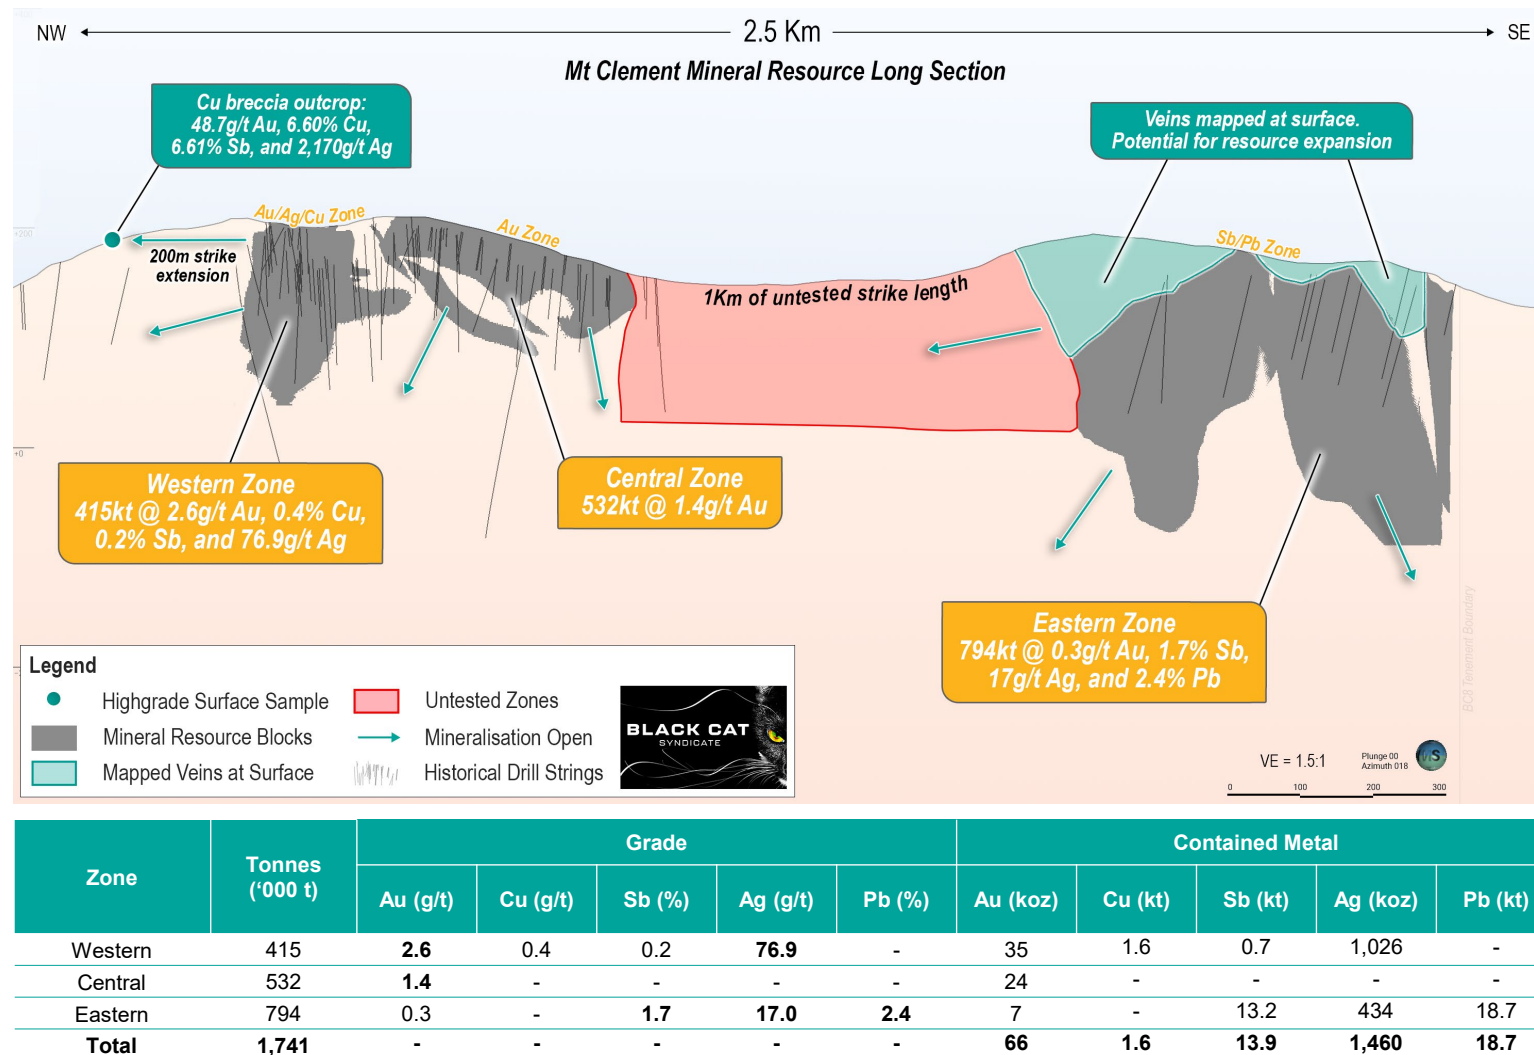 NW
2.5 Km
SE
Mt Clement Mineral Resource Long Section
Cu breccia outcrop:
48.7g/t Au, 6.60% Cu,
6.61% Sb, and 2,170g/t Ag
Veins mapped at surface.
Potential for resource expansion
Au/Ag/Cu Zone
Au Zone
Sb/Pb Zone
+200
200m strike
extension
1Km of untested strike length
+0
Western Zone
415kt @ 2.6g/t Au, 0.4% Cu,
0.2% Sb, and 76.9g/t Ag
Central Zone
532kt @ 1.4g/t Au
Eastern Zone
794kt @ 0.3g/t Au, 1.7% Sb,
17g/t Ag, and 2.4% Pb
BC8 Tenement Boundary
Legend
Highgrade Surface Sample
Untested Zones
Mineral Resource Blocks
Mineralisation Open
Mapped Veins at Surface
Historical Drill Strings
BLACK CAT
SYNDICATE
VE = 1.5:1
Plunge 00
Azimuth 018
0 100 200 300
Zone Tonnes (‘000 t) Grade Contained Metal
Au (g/t) Cu (g/t) Sb (%) Ag (g/t) Pb (%) Au (koz) Cu (kt) Sb (kt) Ag (koz) Pb (kt)
Western 415 2.6 0.4 0.2 76.9 - 35 1.6 0.7 1,026 -
Central 532 1.4 - - - - 24 - - - -
Eastern 794 0.3 - 1.7 17.0 2.4 7 - 13.2 434 18.7
Total 1,741 - - - - - 66 1.6 13.9 1,460 18.7